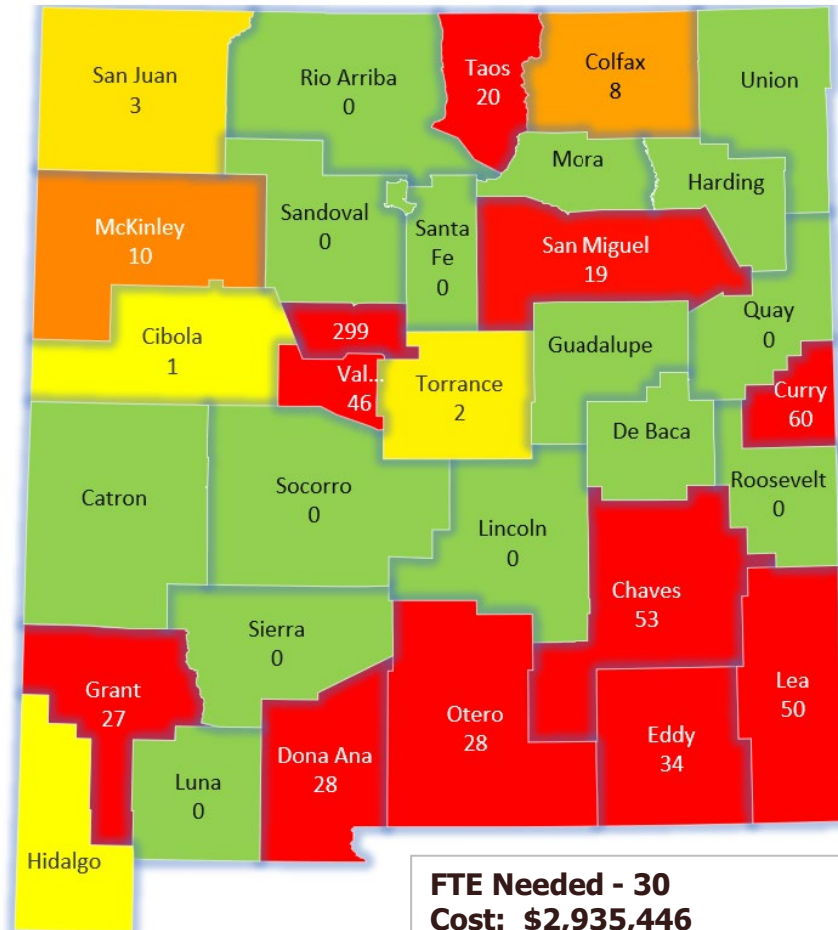 San Juan
3
Rio Arriba
0
Taos
20
Colfax
8
Union
Mora
Harding
McKinley
10
Sandoval
0
Santa
Fe
0
San Miguel
19
Quay
0
Cibola
1
299
Val...
46
Torrance
2
Guadalupe
Curry
60
De Baca
Roosevelt
0
Catron
Socorro
0
Lincoln
0
Chaves
53
Sierra
0
Grant
27
Lea
50
Otero
28
Eddy
34
Dona Ana
28
Luna
0
Hidalgo
FTE Needed - 30
Cost: $2,935,446